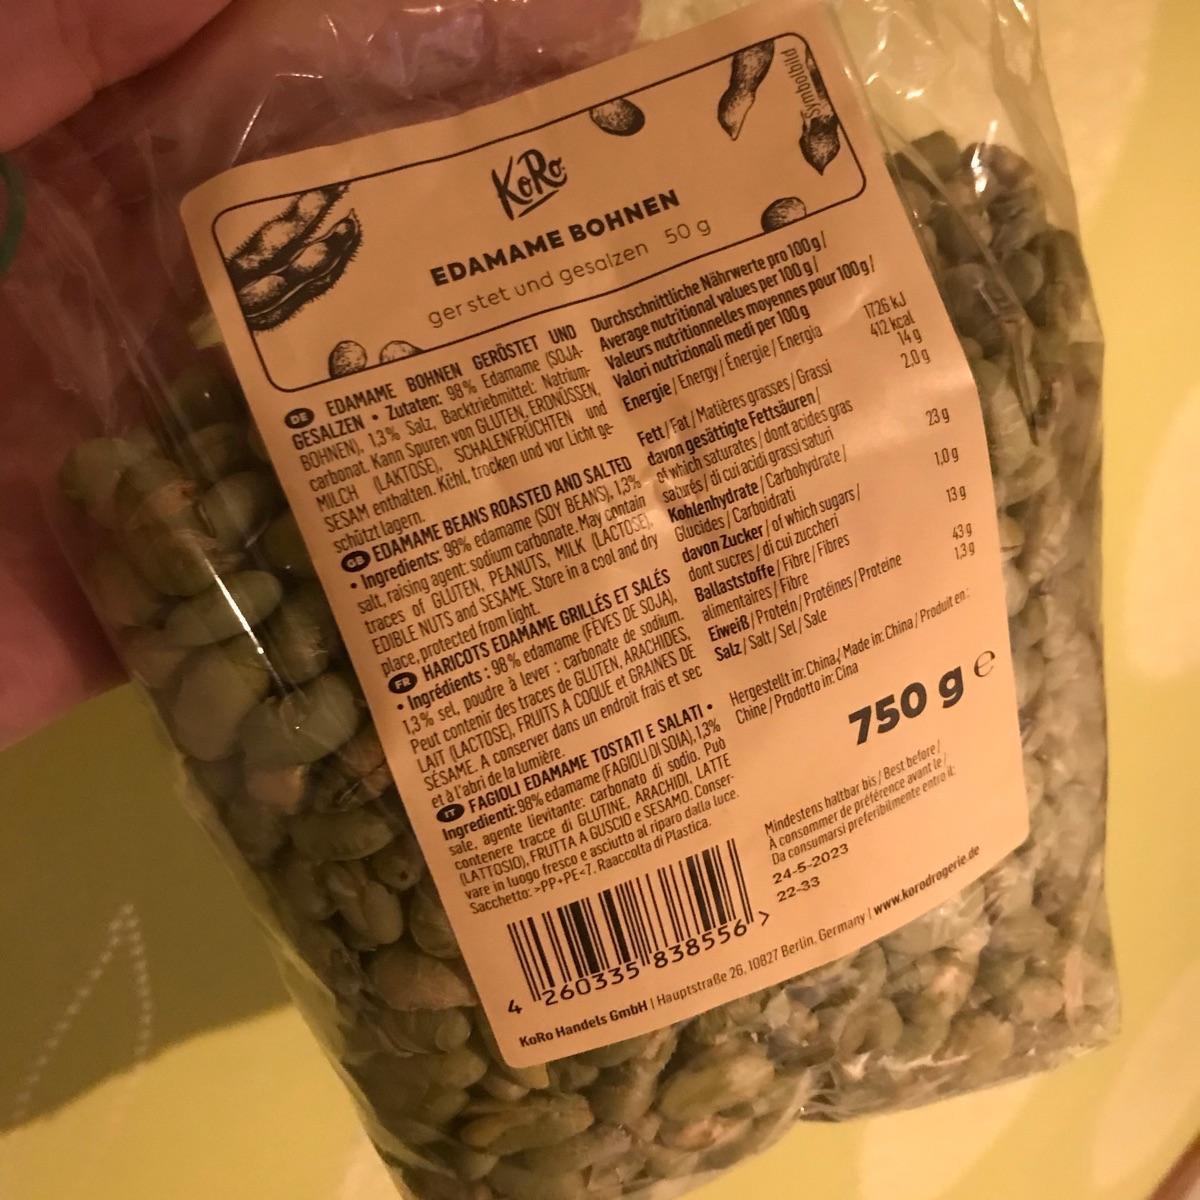 Symbolbild
KoRo
EDAMAME BOHNEN
gerstet und gesalzen 50 g
DE EDAMAME BOHNEN GERÖSTET UND
GESALZEN • Zutaten: 98% Edamame (SOJA-
BOHNEN), 1,3% Salz, Backtriebmittel: Natrium-
carbonat. Kann Spuren von GLUTEN, ERDNÜSSEN,
MILCH (LAKTOSE), SCHALENFRÜCHTEN und
SESAM enthalten. Kühl, trocken und vor Licht ge-
schützt lagern.
GB EDAMAME BEANS ROASTED AND SALTED
• Ingredients: 98% edamame (SOY BEANS), 1,3%
salt, raising agent: sodium carbonate. May contain
traces of GLUTEN, PEANUTS, MILK (LACTOSE),
EDIBLE NUTS and SESAME. Store in a cool and dry
place, protected from light.
FR HARICOTS EDAMAME GRILLÉS ET SALÉS
• Ingrédients : 98% edamame (FÈVES DE SOJA),
1,3% sel, poudre à lever : carbonate de sodium.
Peut contenir des traces de GLUTEN, ARACHIDES,
LAIT (LACTOSE), FRUITS A COQUE et GRAINES DE
SÉSAME. A conserver dans un endroit frais et sec
et à l'abri de la lumière.
IT FAGIOLI EDAMAME TOSTATI E SALATI •
Ingredienti: 98% edamame (FAGIOLI DI SOIA), 1,3%
sale, agente lievitante: carbonato di sodio. Può
contenere tracce di GLUTINE, ARACHIDI, LATTE
(LATTOSIO), FRUTTA A GUSCIO e SESAMO. Conser-
vare in luogo fresco e asciutto al riparo dalla luce.
Sacchetto: >PP+PE<7. Raaccolta di Plastica.
Durchschnittliche Nährwerte pro 100g/
Average nutritional values per 100 g/
Valeurs nutritionnelles moyennes pour 100g/
Valori nutrizionali medi per 100g
Energie/Energy/Énergie/Energia 1726 kJ
412 kcal
Fett/Fat/Matières grasses/Grassi 14 g
davon gesättigte Fettsäuren/ 2,0 g
of which saturates/dont acides gras
saturés/di cui acidi grassi saturi
Kohlenhydrate/Carbohydrate/ 23 g
Glucides/Carboidrati
davon Zucker/of which sugars/ 1,0 g
dont sucres/di cui zuccheri
Ballaststoffe/Fibre/Fibres 13 g
alimentaires/Fibre
Eiweiß/Protein/Protéines/Proteine 43 g
Salz/Salt/Sel/Sale 1,3 g
Hergestellt in: China/Made in: China/Produit en:
Chine/Prodotto in: Cina
750 g e
Mindestens haltbar bis/Best before/
À consommer de préférence avant le/
Da consumarsi preferibilmente entro il:
24-5-2023
22-33
4 260335 838556 >
KoRo Handels GmbH | Hauptstraße 26, 10827 Berlin, Germany | www.korodrogerie.de